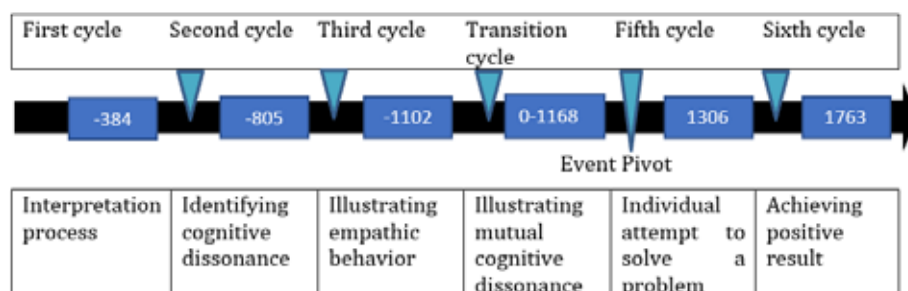 First cycle Second cycle Third cycle Transition cycle Fifth cycle Sixth cycle
-384 -805 -1102 0-1168 1306 1763
Event Pivot
Interpretation process
Identifying cognitive dissonance
Illustrating empathic behavior
Illustrating mutual cognitive dissonance
Individual attempt to solve a problem
Achieving positive result